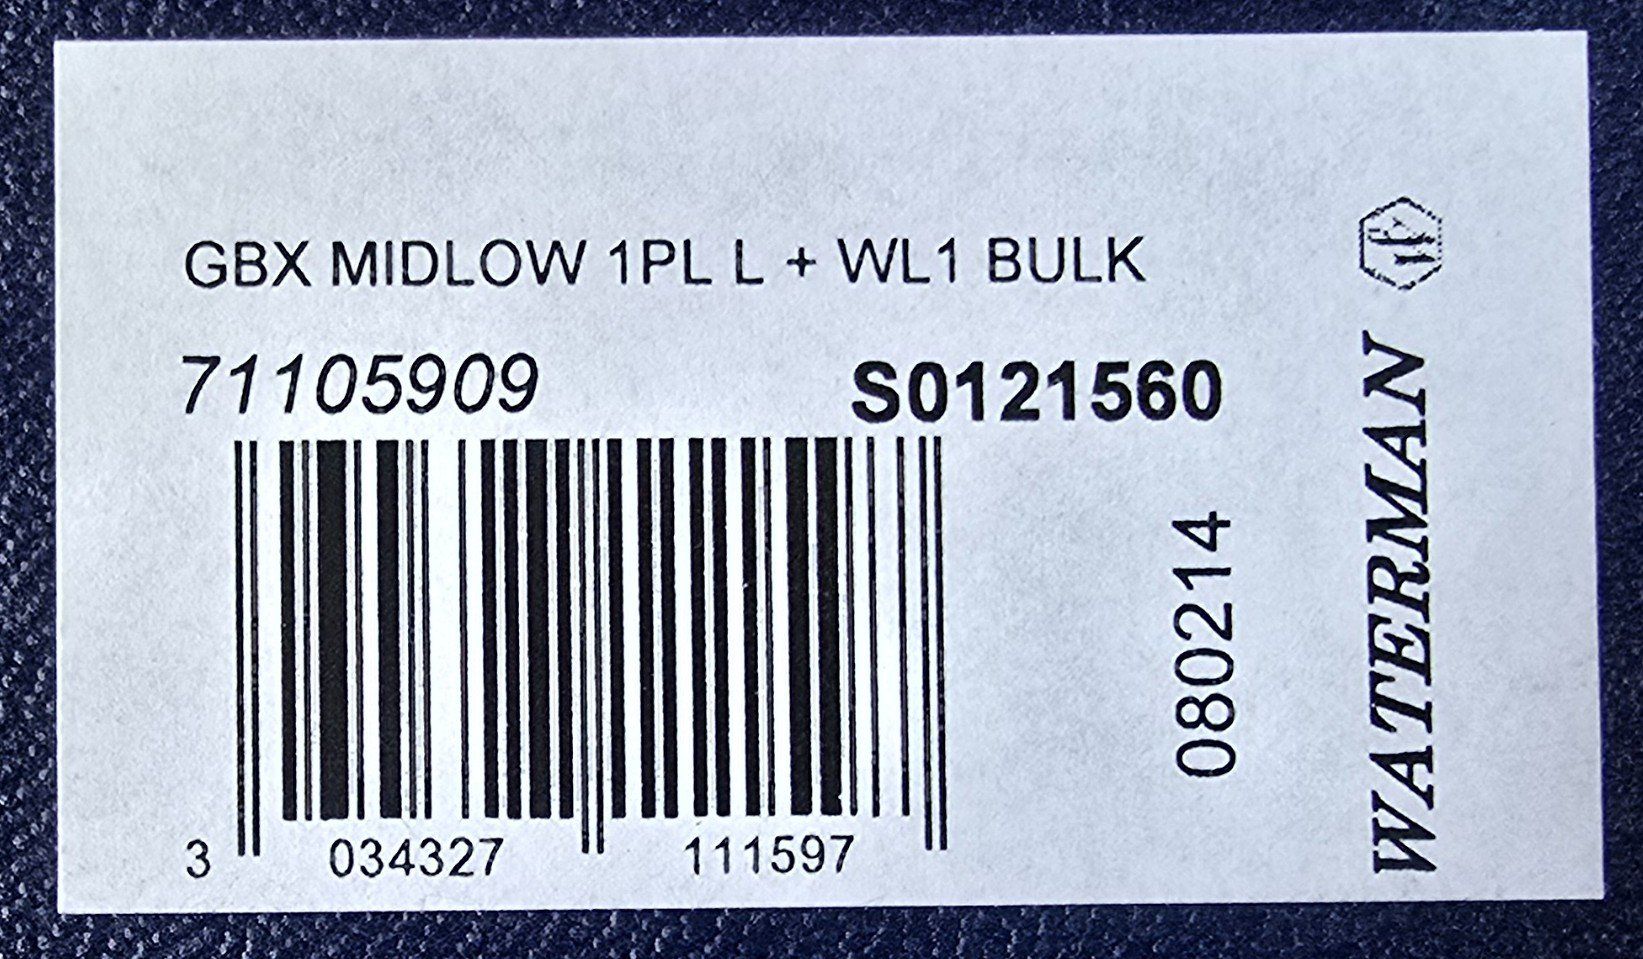 GBX MIDLOW 1PL L + WL1 BULK
71105909 S0121560
3 034327 111597
080214
WATERMAN